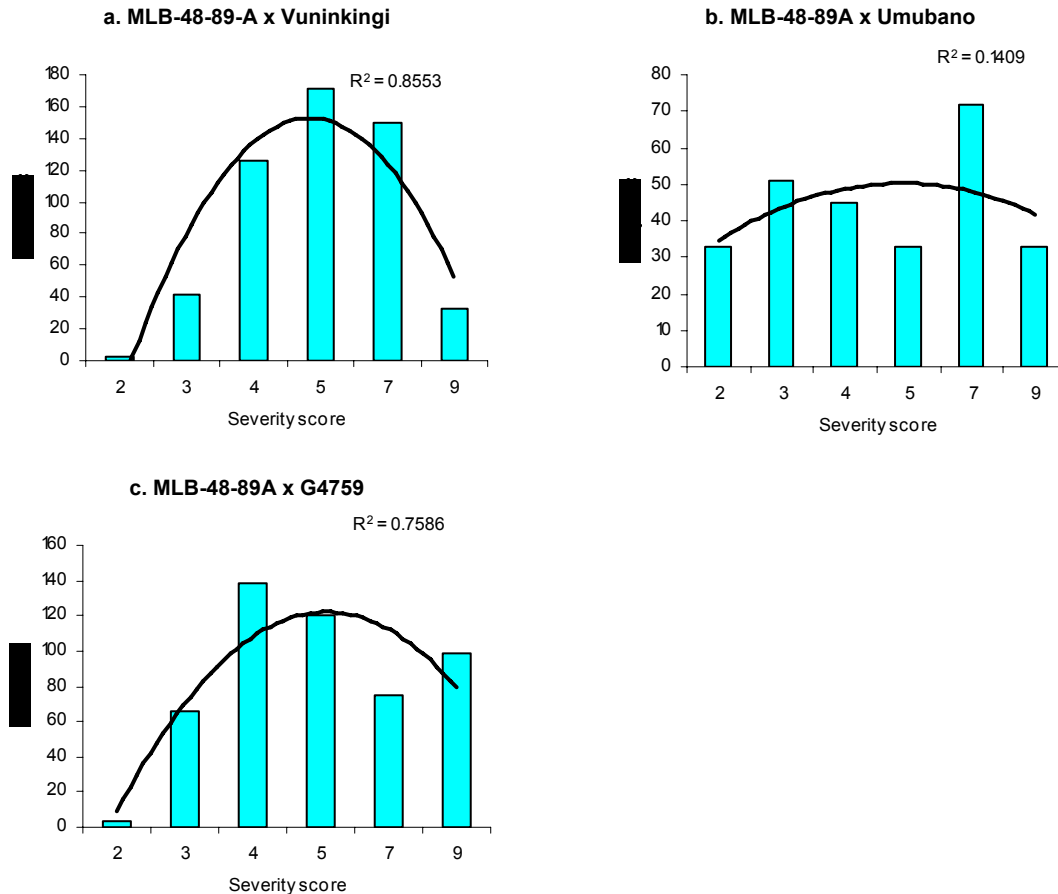 a. MLB-48-89-A x Vuninkingi
R² = 0.8553
180
160
140
120
100
80
60
40
20
0
2 3 4 5 7 9
Severity score
b. MLB-48-89A x Umubano
R² = 0.1409
80
70
60
50
40
30
20
10
0
2 3 4 5 7 9
Severity score
c. MLB-48-89A x G4759
R² = 0.7586
160
140
120
100
80
60
40
20
0
2 3 4 5 7 9
Severity score